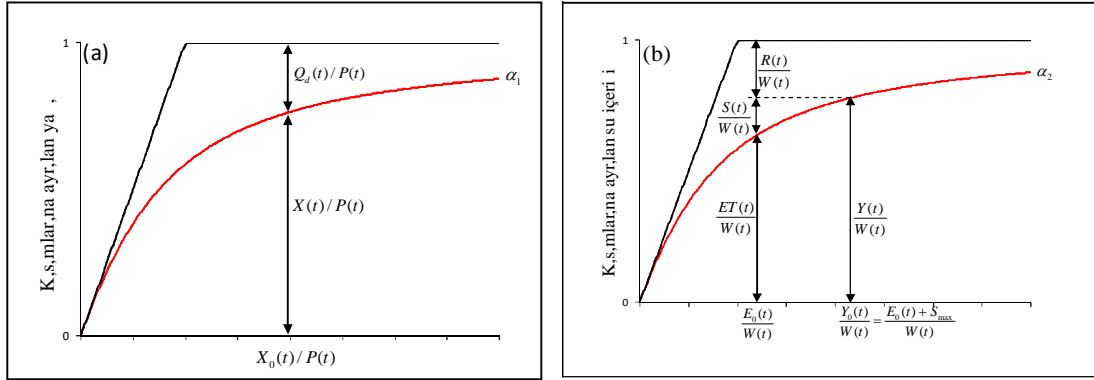 (a)
1
K,s,mlar,na ayr,lan ya ,
Q_d(t)/P(t)
α_1
X(t)/P(t)
0
X_0(t)/P(t)
(b)
1
K,s,mlar,na ayr,lan su içeri i
R(t)/W(t)
α_2
S(t)/W(t)
ET(t)/W(t)
Y(t)/W(t)
0
E_0(t)/W(t)
Y_0(t)/W(t) = E_0(t) + S_max/W(t)